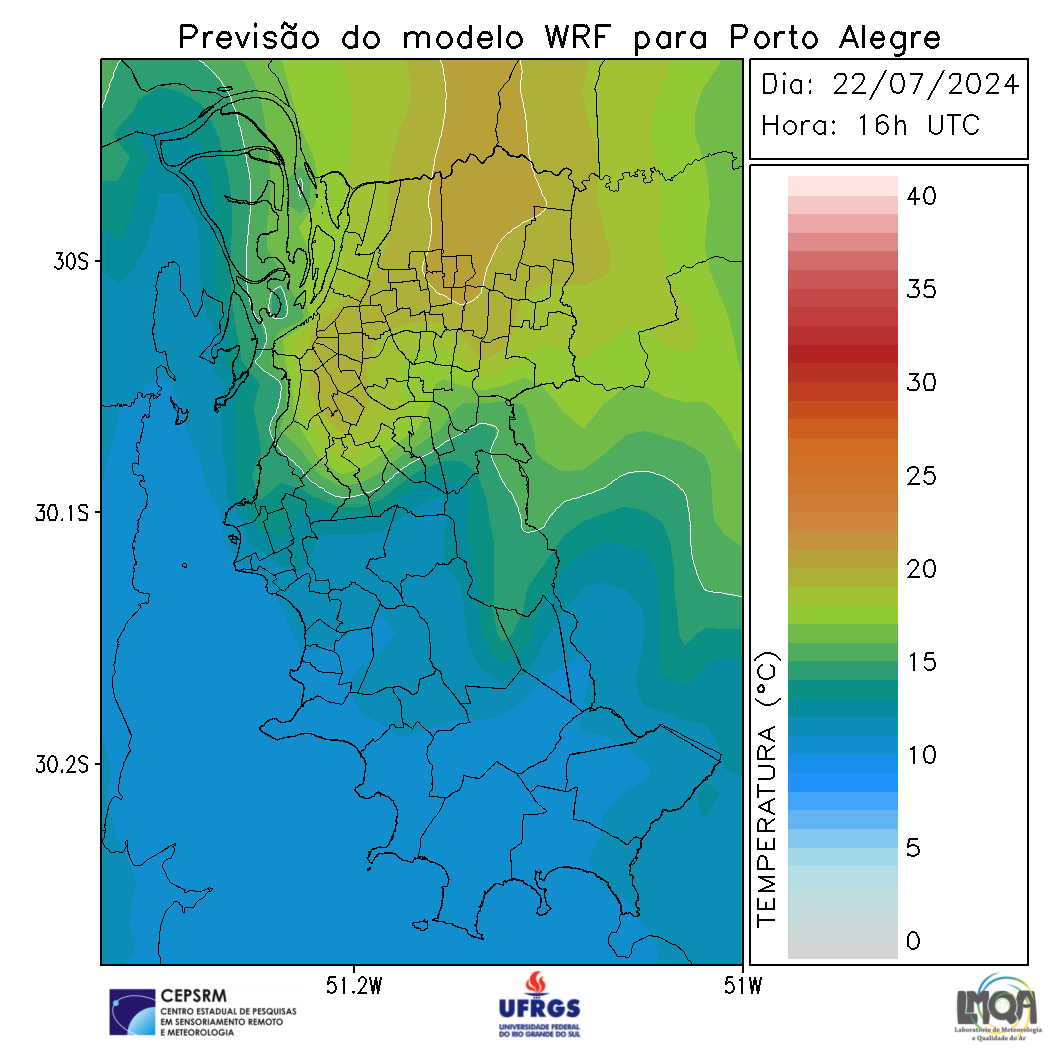 Previsão do modelo WRF para Porto Alegre
Dia: 22/07/2024
Hora: 16h UTC
40
35
30
25
20
15
10
5
0
TEMPERATURA (°C)
30S
30.1S
30.2S
51.2W
51W
CEPSRM
CENTRO ESTADUAL DE PESQUISAS
EM SENSORIAMENTO REMOTO
E METEOROLOGIA
UFRGS
UNIVERSIDADE FEDERAL
DO RIO GRANDE DO SUL
LMQA
Laboratório de Meteorologia
e Qualidade do Ar